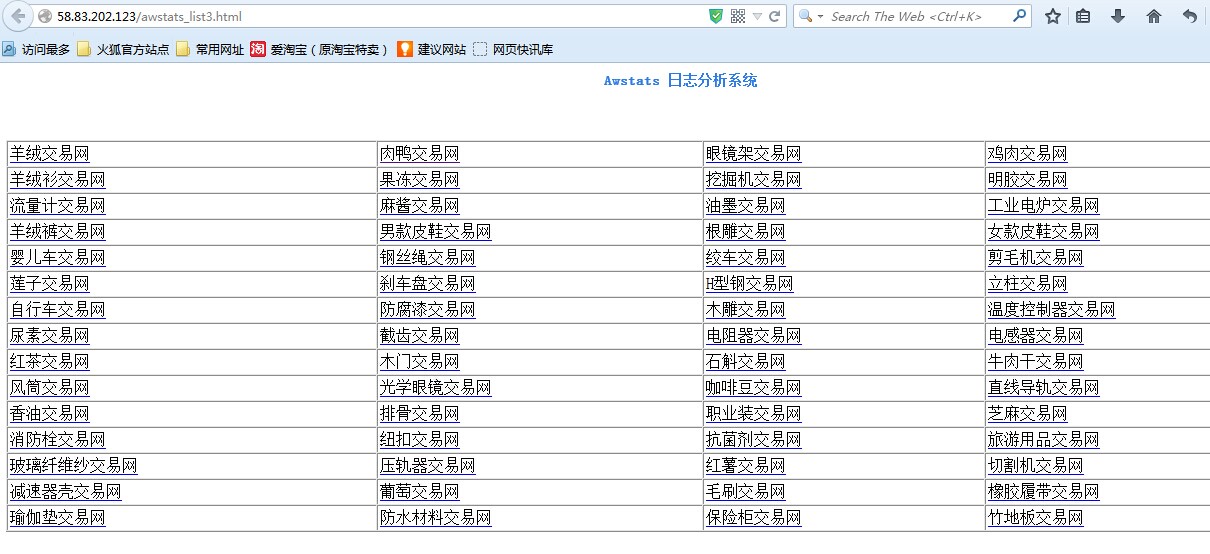 58.83.202.123/awstats_list3.html Search The Web <Ctrl+K>
访问最多 火狐官方站点 常用网址 淘 爱淘宝（原淘宝特卖） 建议网站 网页快讯库
Awstats 日志分析系统
羊绒交易网 肉鸭交易网 眼镜架交易网 鸡肉交易网
羊绒衫交易网 果冻交易网 挖掘机交易网 明胶交易网
流量计交易网 麻酱交易网 油墨交易网 工业电炉交易网
羊绒裤交易网 男款皮鞋交易网 根雕交易网 女款皮鞋交易网
婴儿车交易网 钢丝绳交易网 绞车交易网 剪毛机交易网
莲子交易网 刹车盘交易网 H型钢交易网 立柱交易网
自行车交易网 防腐漆交易网 木雕交易网 温度控制器交易网
尿素交易网 截齿交易网 电阻器交易网 电感器交易网
红茶交易网 木门交易网 石斛交易网 牛肉干交易网
风筒交易网 光学眼镜交易网 咖啡豆交易网 直线导轨交易网
香油交易网 排骨交易网 职业装交易网 芝麻交易网
消防栓交易网 纽扣交易网 抗菌剂交易网 旅游用品交易网
玻璃纤维纱交易网 压轨器交易网 红薯交易网 切割机交易网
减速器壳交易网 葡萄交易网 毛刷交易网 橡胶履带交易网
瑜伽垫交易网 防水材料交易网 保险柜交易网 竹地板交易网